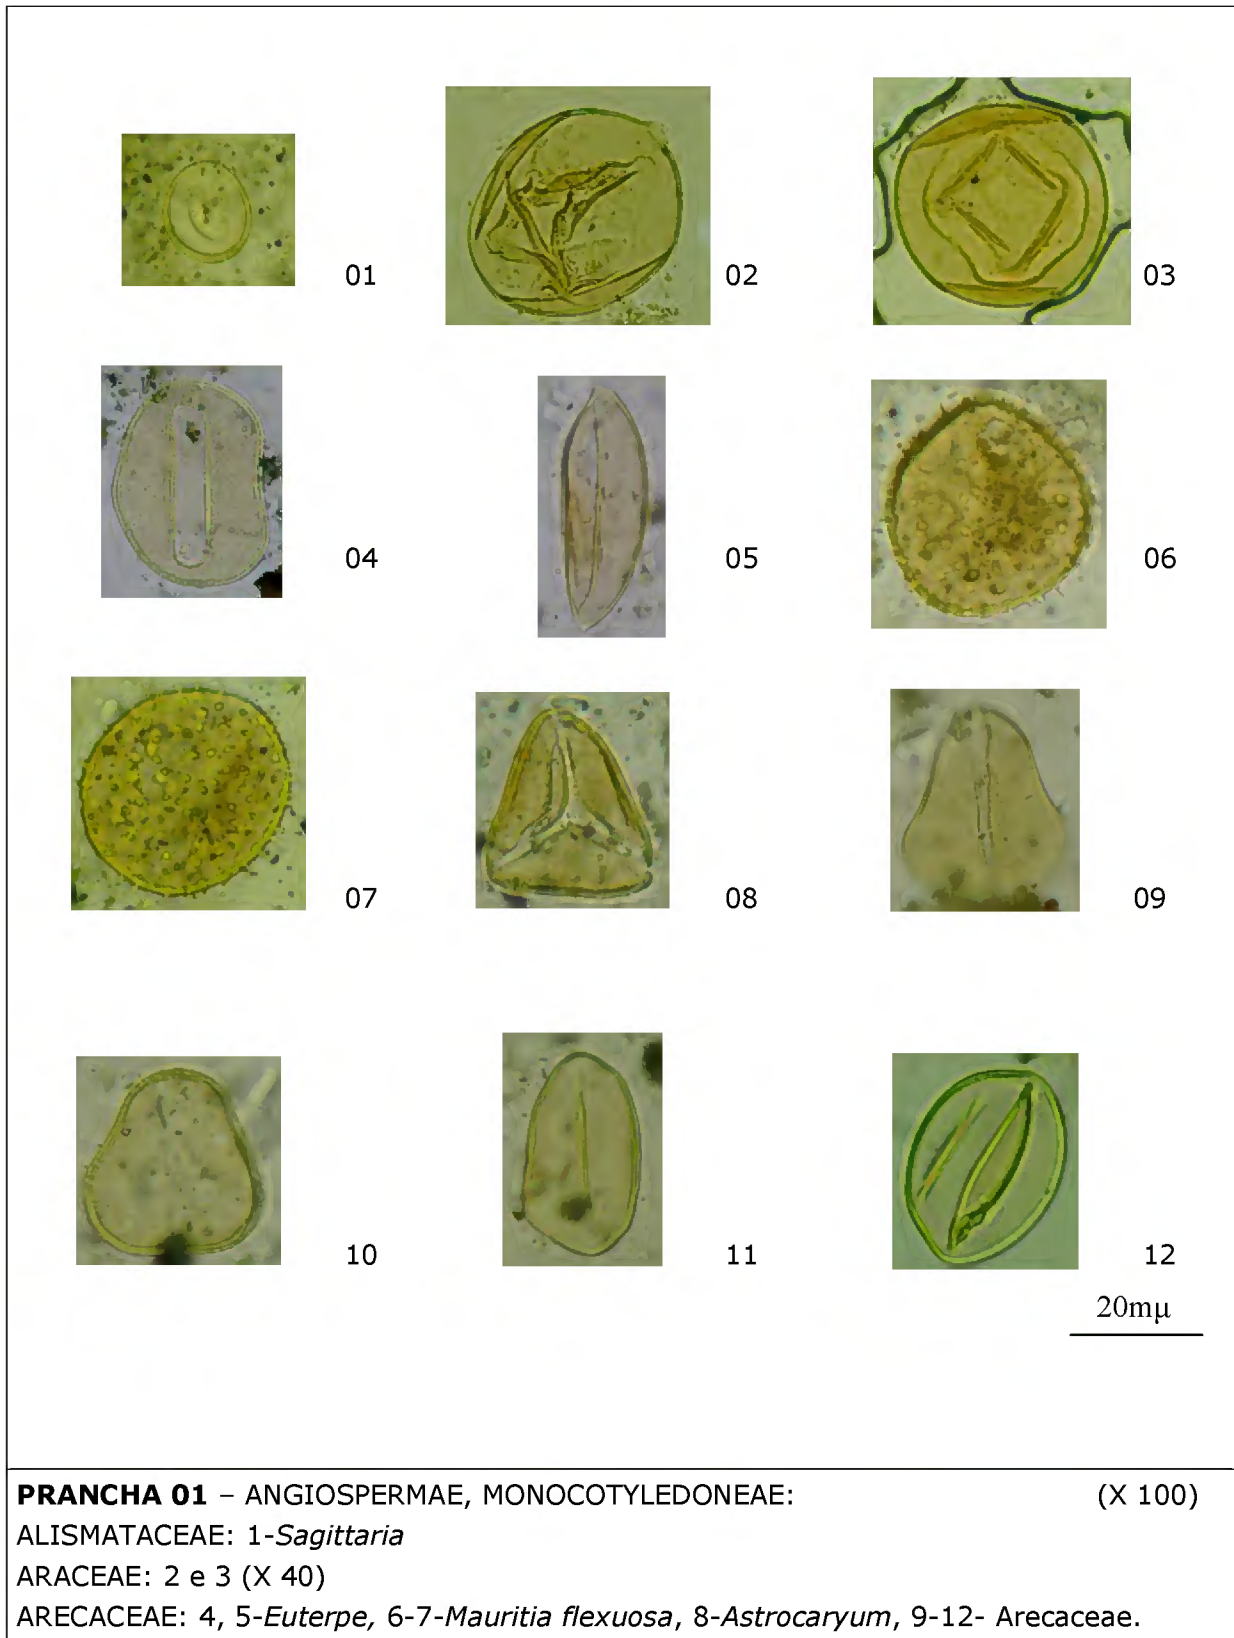 01
02
03
04
05
06
07
08
09
10
11
12
20mμ
PRANCHA 01 – ANGIOSPERMAE, MONOCOTYLEDONEAE: (X 100)
ALISMATACEAE: 1-Sagittaria
ARACEAE: 2 e 3 (X 40)
ARECACEAE: 4, 5-Euterpe, 6-7-Mauritia flexuosa, 8-Astrocaryum, 9-12- Arecaceae.